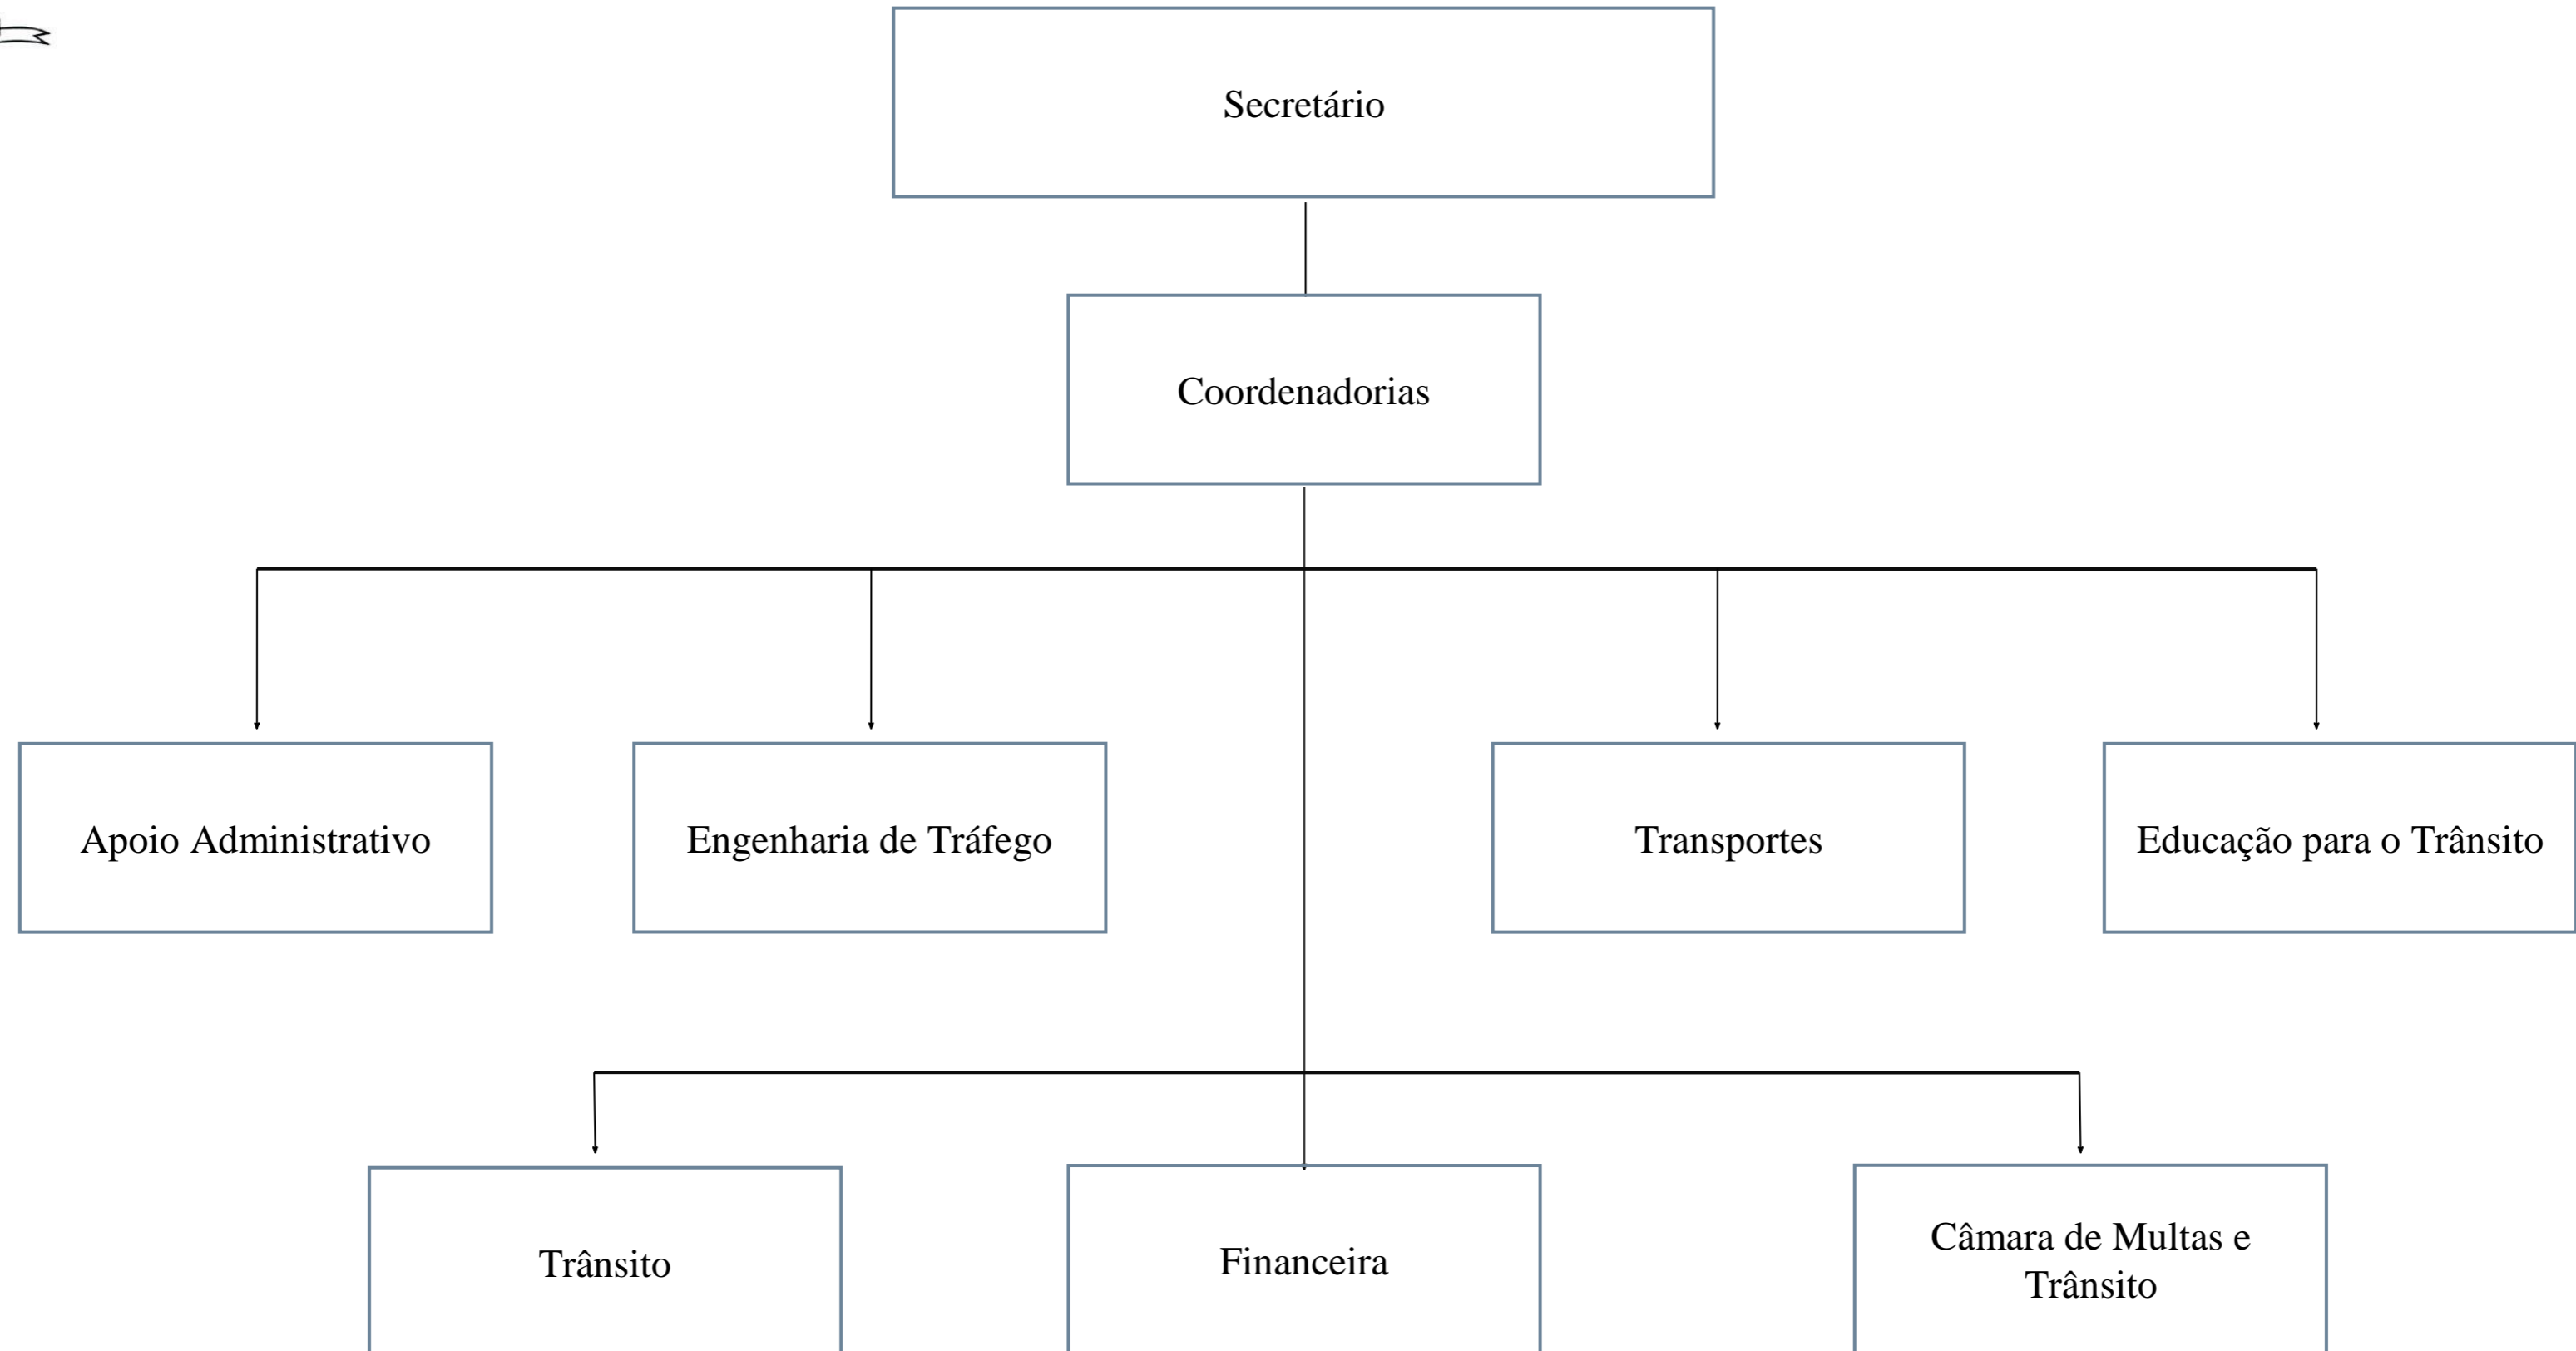 Secretário
Coordenadorias
Apoio Administrativo
Engenharia de Tráfego
Transportes
Educação para o Trânsito
Trânsito
Financeira
Câmara de Multas e
Trânsito